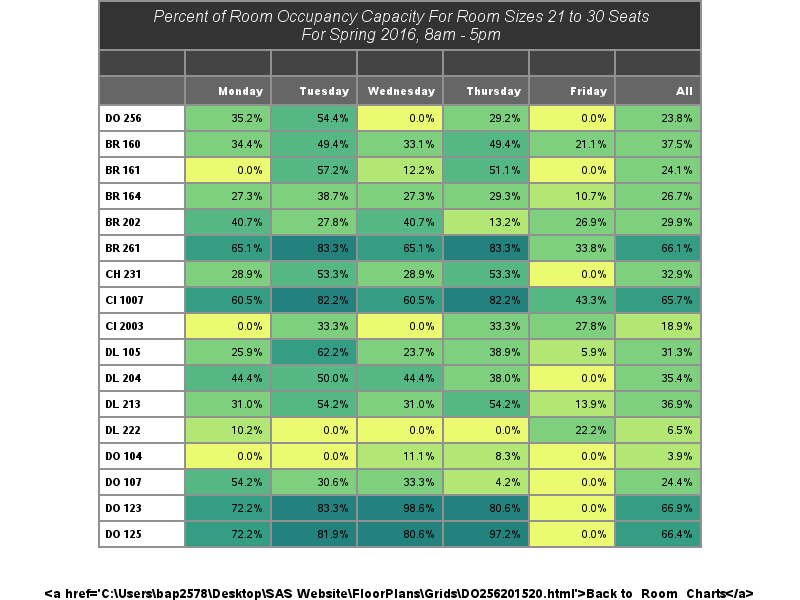 Percent of Room Occupancy Capacity For Room Sizes 21 to 30 Seats
For Spring 2016, 8am - 5pm
Monday Tuesday Wednesday Thursday Friday All
DO 256 35.2% 54.4% 0.0% 29.2% 0.0% 23.8%
BR 160 34.4% 49.4% 33.1% 49.4% 21.1% 37.5%
BR 161 0.0% 57.2% 12.2% 51.1% 0.0% 24.1%
BR 164 27.3% 38.7% 27.3% 29.3% 10.7% 26.7%
BR 202 40.7% 27.8% 40.7% 13.2% 26.9% 29.9%
BR 261 65.1% 83.3% 65.1% 83.3% 33.8% 66.1%
CH 231 28.9% 53.3% 28.9% 53.3% 0.0% 32.9%
CI 1007 60.5% 82.2% 60.5% 82.2% 43.3% 65.7%
CI 2003 0.0% 33.3% 0.0% 33.3% 27.8% 18.9%
DL 105 25.9% 62.2% 23.7% 38.9% 5.9% 31.3%
DL 204 44.4% 50.0% 44.4% 38.0% 0.0% 35.4%
DL 213 31.0% 54.2% 31.0% 54.2% 13.9% 36.9%
DL 222 10.2% 0.0% 0.0% 0.0% 22.2% 6.5%
DO 104 0.0% 0.0% 11.1% 8.3% 0.0% 3.9%
DO 107 54.2% 30.6% 33.3% 4.2% 0.0% 24.4%
DO 123 72.2% 83.3% 98.6% 80.6% 0.0% 66.9%
DO 125 72.2% 81.9% 80.6% 97.2% 0.0% 66.4%
<a href='C:\Users\bap2578\Desktop\SAS Website\FloorPlans\Grids\DO256201520.html'>Back to Room Charts</a>